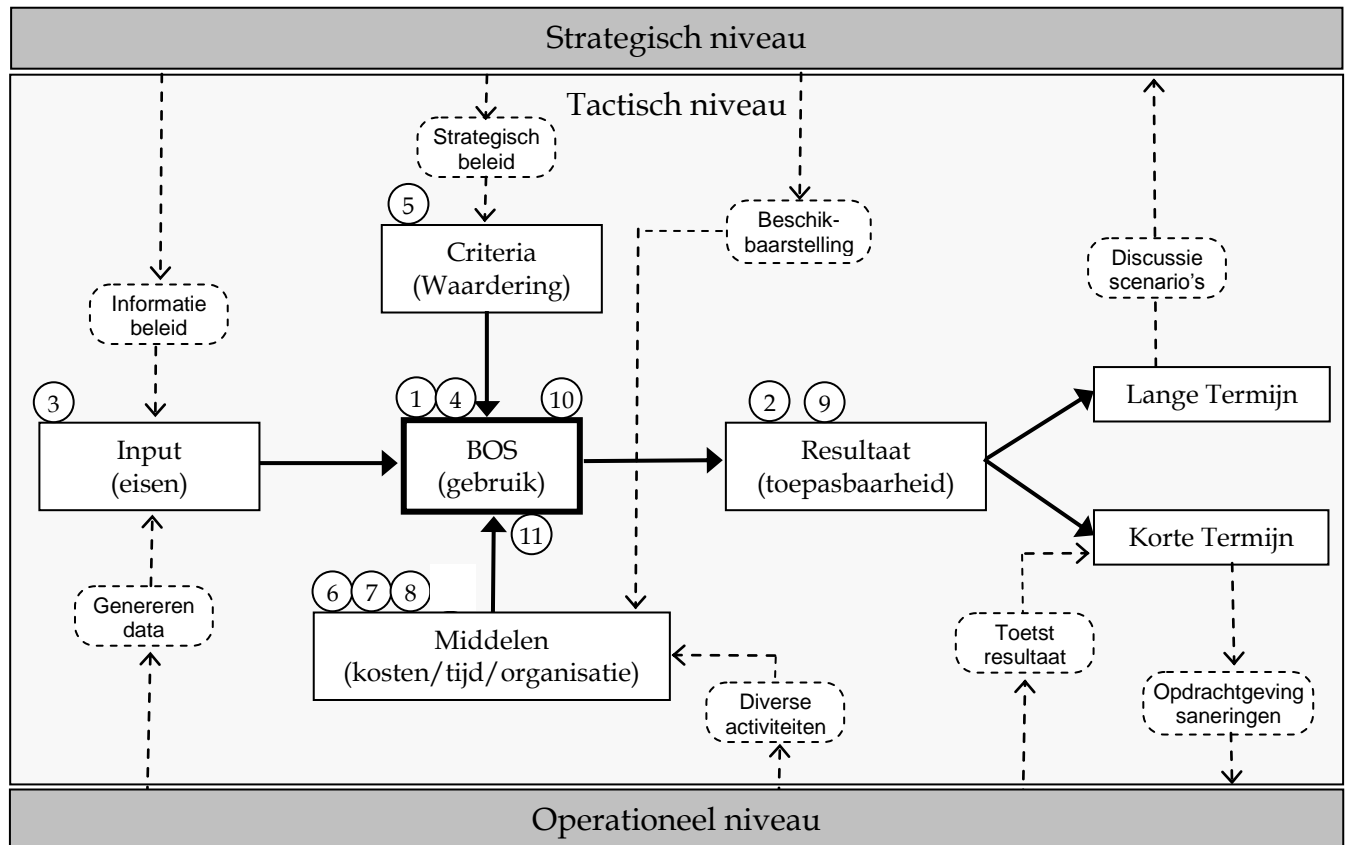 Strategisch niveau
Tactisch niveau
Strategisch
beleid
5
Criteria
(Waardering)
Beschik-
baarstelling
Discussie
scenario's
Informatie
beleid
3
Input
(eisen)
1
4
10
BOS
(gebruik)
11
2
9
Resultaat
(toepasbaarheid)
Lange Termijn
Korte Termijn
Genereren
data
6
7
8
Middelen
(kosten/tijd/organisatie)
Diverse
activiteiten
Toetst
resultaat
Opdrachtgeving
saneringen
Operationeel niveau